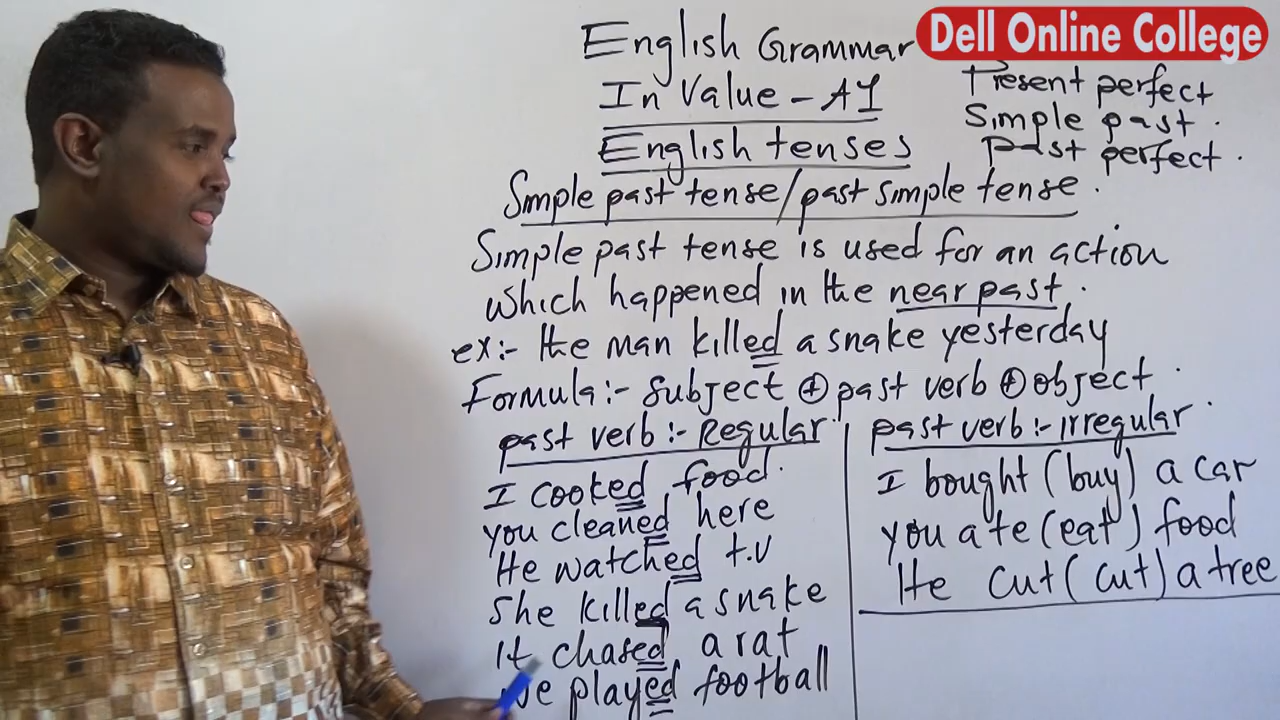 Dell Online College
English Grammar
In Value - A1
English tenses
Present perfect
Simple past.
Past perfect.
Simple past tense/past simple tense.
Simple past tense is used for an action
which happened in the near past.
ex:- the man killed a snake yesterday
Formula:- subject + past verb + object.
past verb:- Regular
I cooked food.
you cleaned here
He watched t.v
She killed a snake
It chased a rat
We played football
past verb:- irregular.
I bought (buy) a car
you ate (eat) food
He cut (cut) a tree